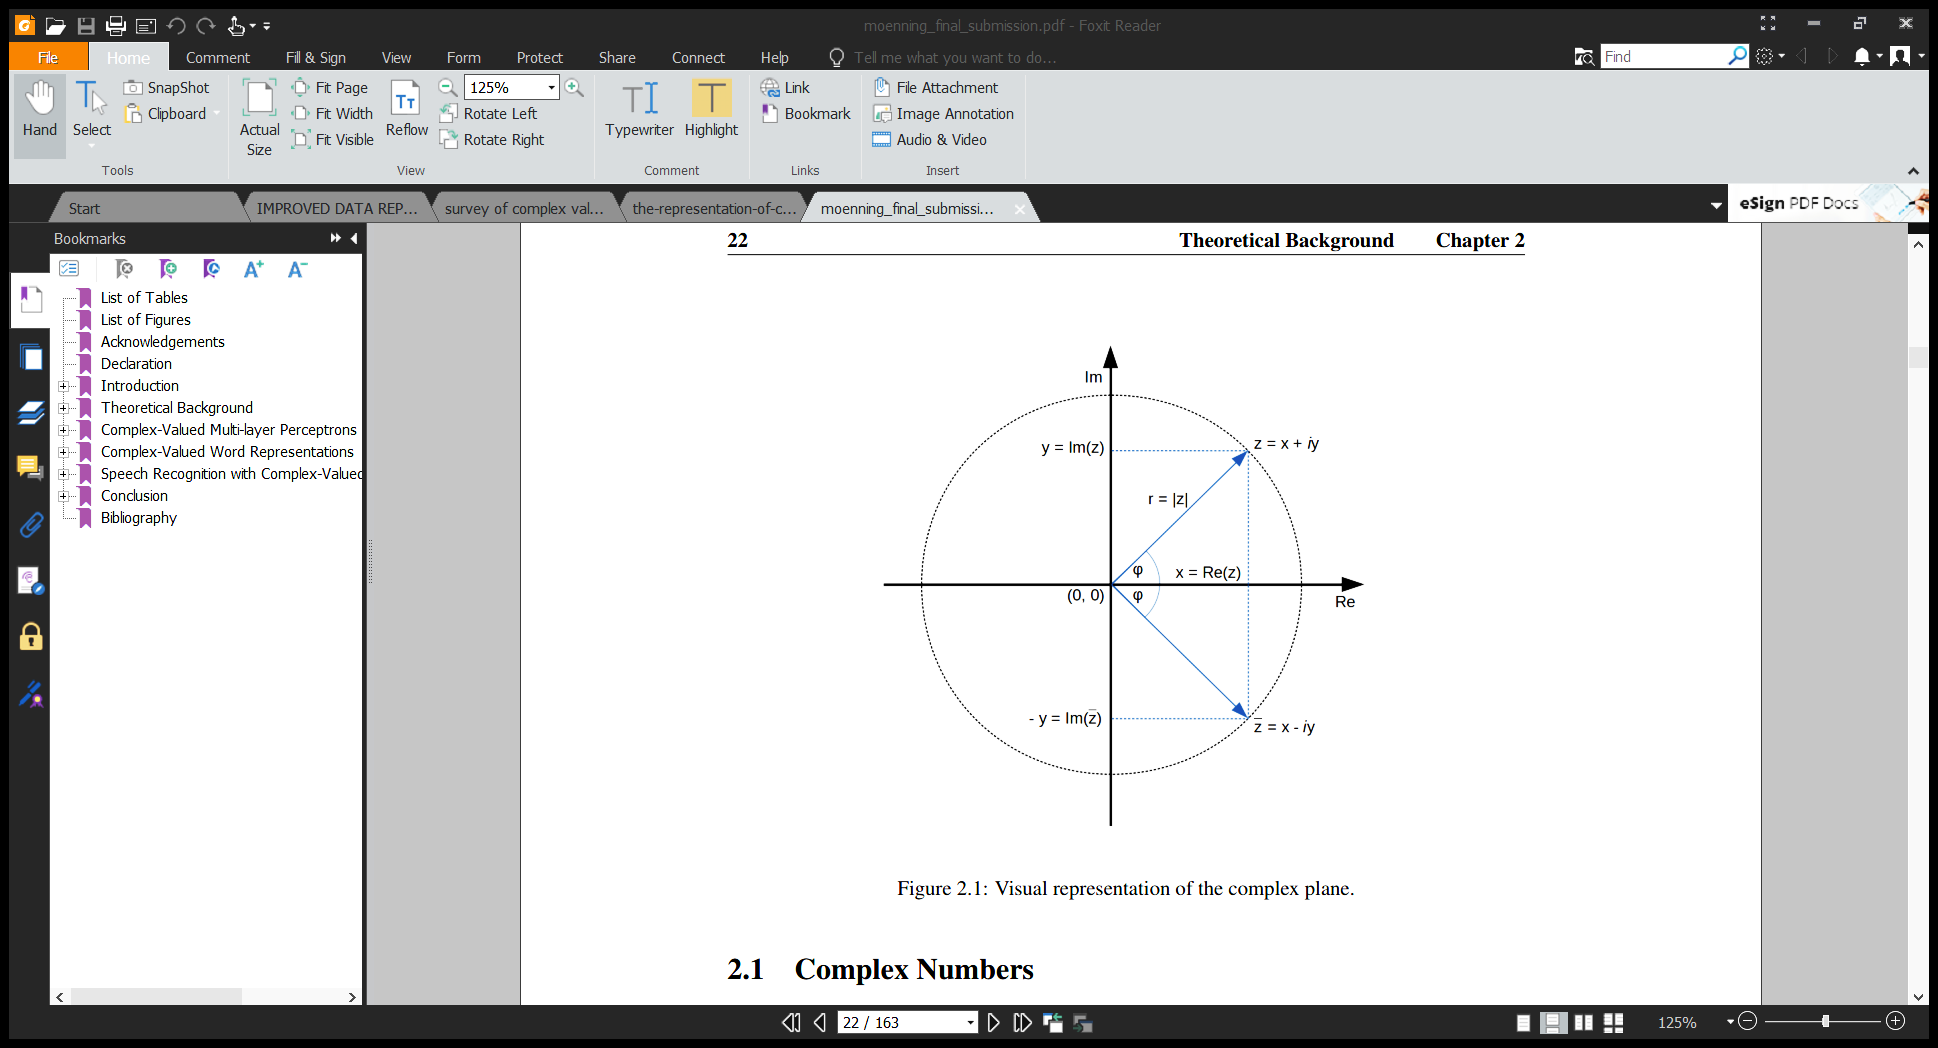 moenning_final_submission.pdf - Foxit Reader
File Home Comment Fill & Sign View Form Protect Share Connect Help Tell me what you want to do... Find
Hand
Select
SnapShot
Clipboard
Tools
Actual
Size
Fit Page
Fit Width
Fit Visible
Reflow
125%
Rotate Left
Rotate Right
View
Typewriter
Highlight
Comment
Link
Bookmark
Links
File Attachment
Image Annotation
Audio & Video
Insert
Start IMPROVED DATA REP... survey of complex val... the-representation-of-c... moenning_final_submissi... eSign PDF Docs
Bookmarks
List of Tables
List of Figures
Acknowledgements
Declaration
Introduction
Theoretical Background
Complex-Valued Multi-layer Perceptrons
Complex-Valued Word Representations
Speech Recognition with Complex-Valued
Conclusion
Bibliography
22 Theoretical Background Chapter 2
Im
y = Im(z)
z = x + iy
r = |z|
φ
x = Re(z)
(0, 0)
φ
Re
- y = Im(z̅)
z̅ = x - iy
Figure 2.1: Visual representation of the complex plane.
2.1 Complex Numbers
22 / 163
125%